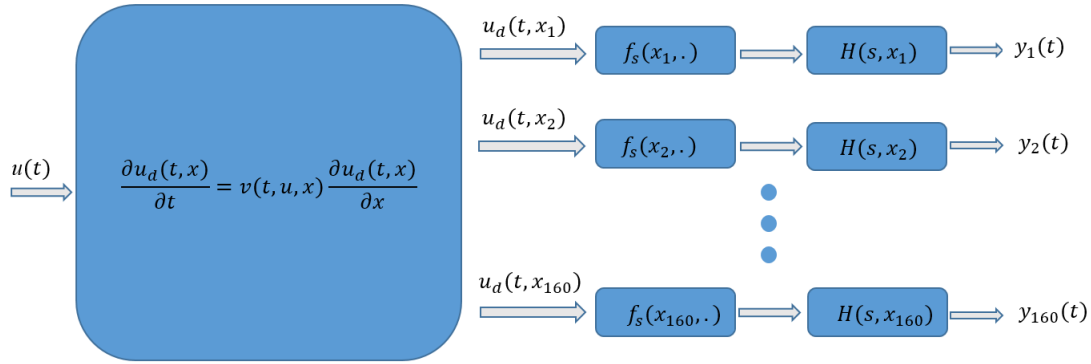 u(t)
∂u_d(t, x)/∂t = v(t, u, x) ∂u_d(t, x)/∂x
u_d(t, x_1)
f_s(x_1, .)
H(s, x_1)
y_1(t)
u_d(t, x_2)
f_s(x_2, .)
H(s, x_2)
y_2(t)
u_d(t, x_160)
f_s(x_160, .)
H(s, x_160)
y_160(t)